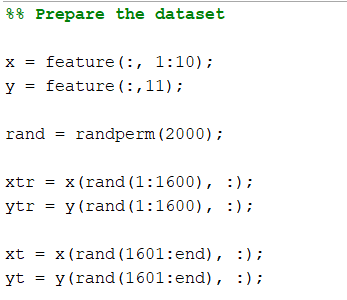 %% Prepare the dataset
x = feature(:, 1:10);
y = feature(:,11);
rand = randperm(2000);
xtr = x(rand(1:1600), :);
ytr = y(rand(1:1600), :);
xt = x(rand(1601:end), :);
yt = y(rand(1601:end), :);